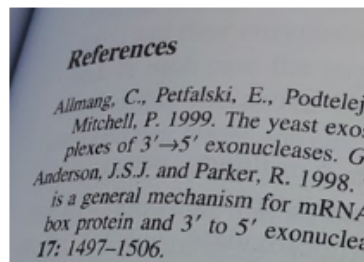 References
Allmang, C., Petfalski, E., Podtelej
Mitchell, P. 1999. The yeast exo
plexes of 3′→5′ exonucleases. G
Anderson, J.S.J. and Parker, R. 1998.
is a general mechanism for mRNA
box protein and 3′ to 5′ exonuclea
17: 1497–1506.